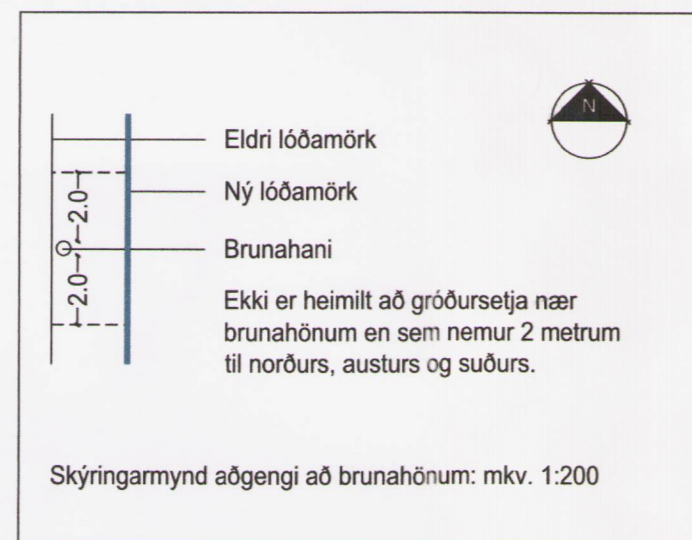 N
Eldri lóðamörk
Ný lóðamörk
Brunahani
2.0
2.0
Ekki er heimilt að gróðursetja nær
brunahönum en sem nemur 2 metrum
til norðurs, austurs og suðurs.
Skýringarmynd aðgengi að brunahönum: mkv. 1:200